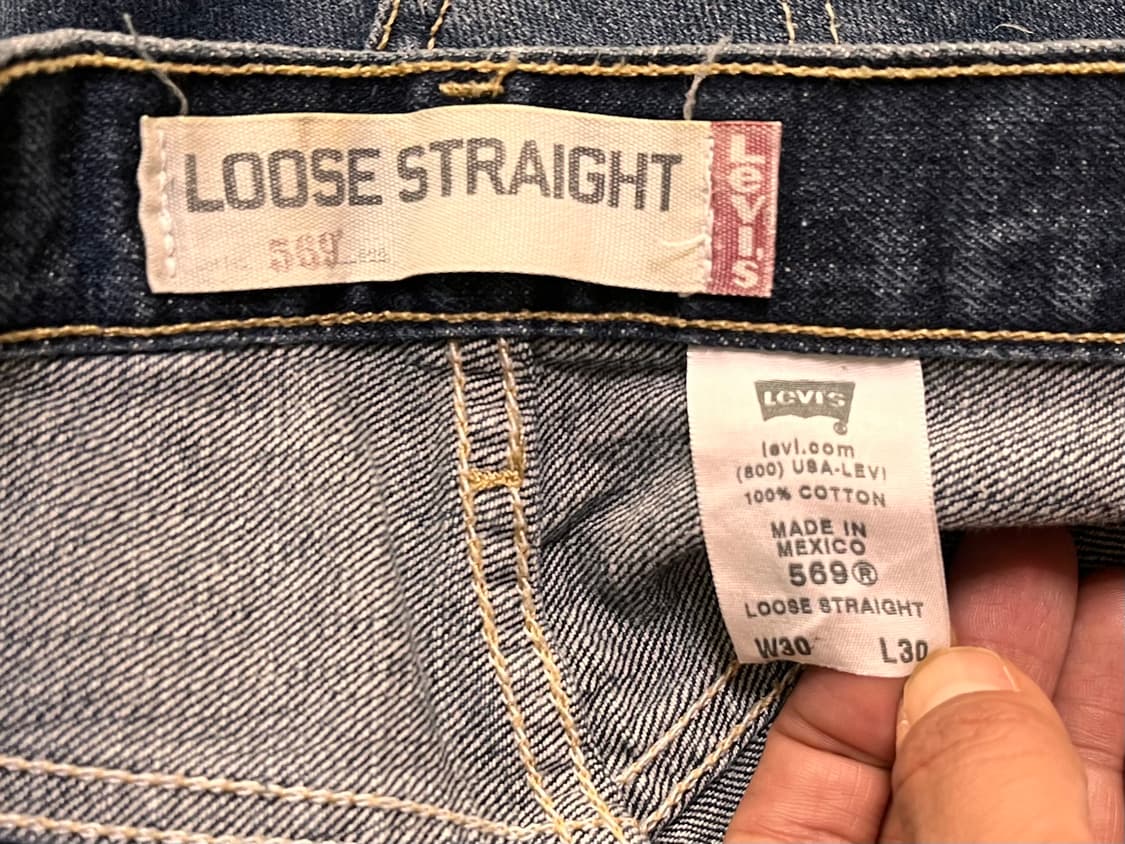 LOOSE STRAIGHT
569
Levi's
LEVI'S
levi.com
(800) USA-LEVI
100% COTTON
MADE IN
MEXICO
569®
LOOSE STRAIGHT
W30 L30